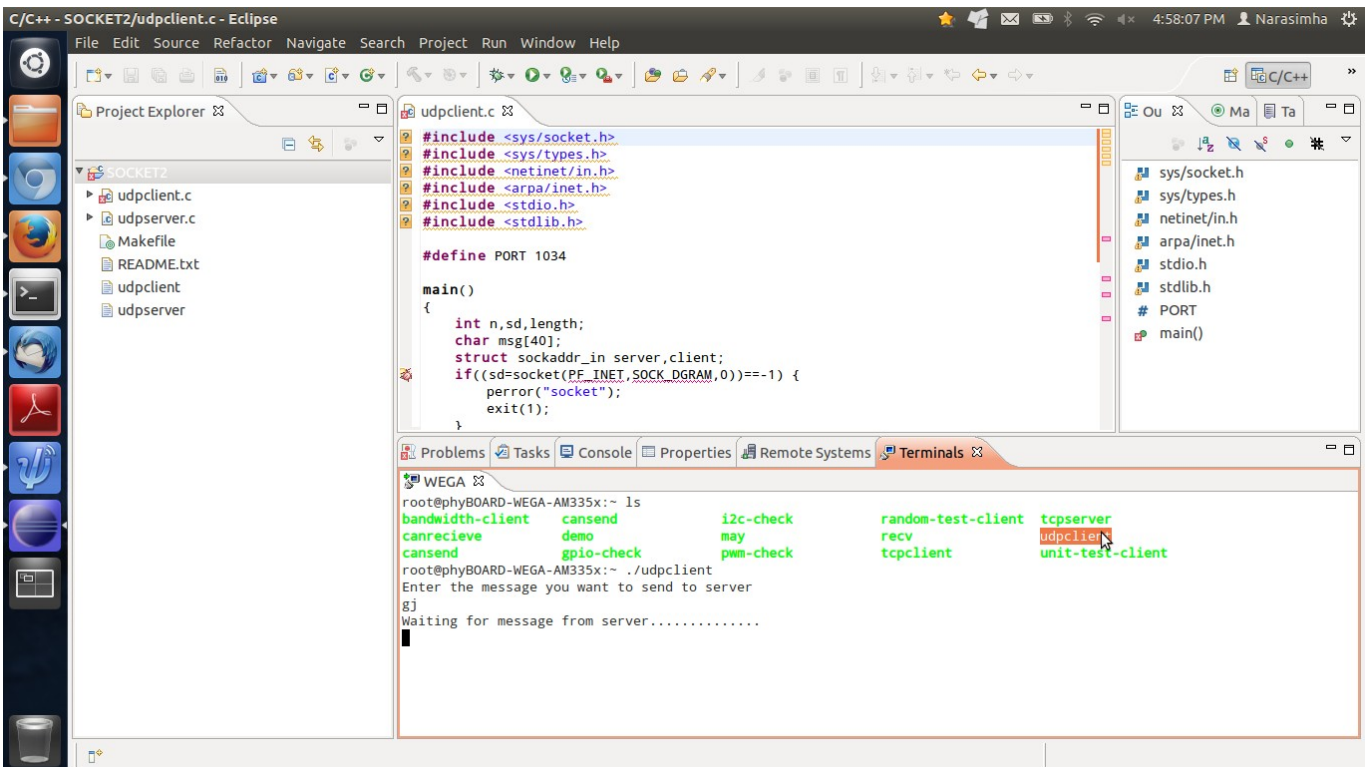 C/C++ - SOCKET2/udpclient.c - Eclipse
4:58:07 PM Narasimha
File Edit Source Refactor Navigate Search Project Run Window Help
C/C++
»
Project Explorer
SOCKET2
udpclient.c
udpserver.c
Makefile
README.txt
udpclient
udpserver
udpclient.c
#include <sys/socket.h>
#include <sys/types.h>
#include <netinet/in.h>
#include <arpa/inet.h>
#include <stdio.h>
#include <stdlib.h>
#define PORT 1034
main()
{
int n,sd,length;
char msg[40];
struct sockaddr_in server,client;
if((sd=socket(PF_INET,SOCK_DGRAM,0))==-1) {
perror("socket");
exit(1);
}
Ou Ma Ta
sys/socket.h
sys/types.h
netinet/in.h
arpa/inet.h
stdio.h
stdlib.h
# PORT
main()
Problems Tasks Console Properties Remote Systems Terminals
WEGA
root@phyBOARD-WEGA-AM335x:~ ls
bandwidth-client cansend i2c-check random-test-client tcpserver
canrecieve demo may recv udpclient
cansend gpio-check pwm-check tcpclient unit-test-client
root@phyBOARD-WEGA-AM335x:~ ./udpclient
Enter the message you want to send to server
gj
Waiting for message from server..............